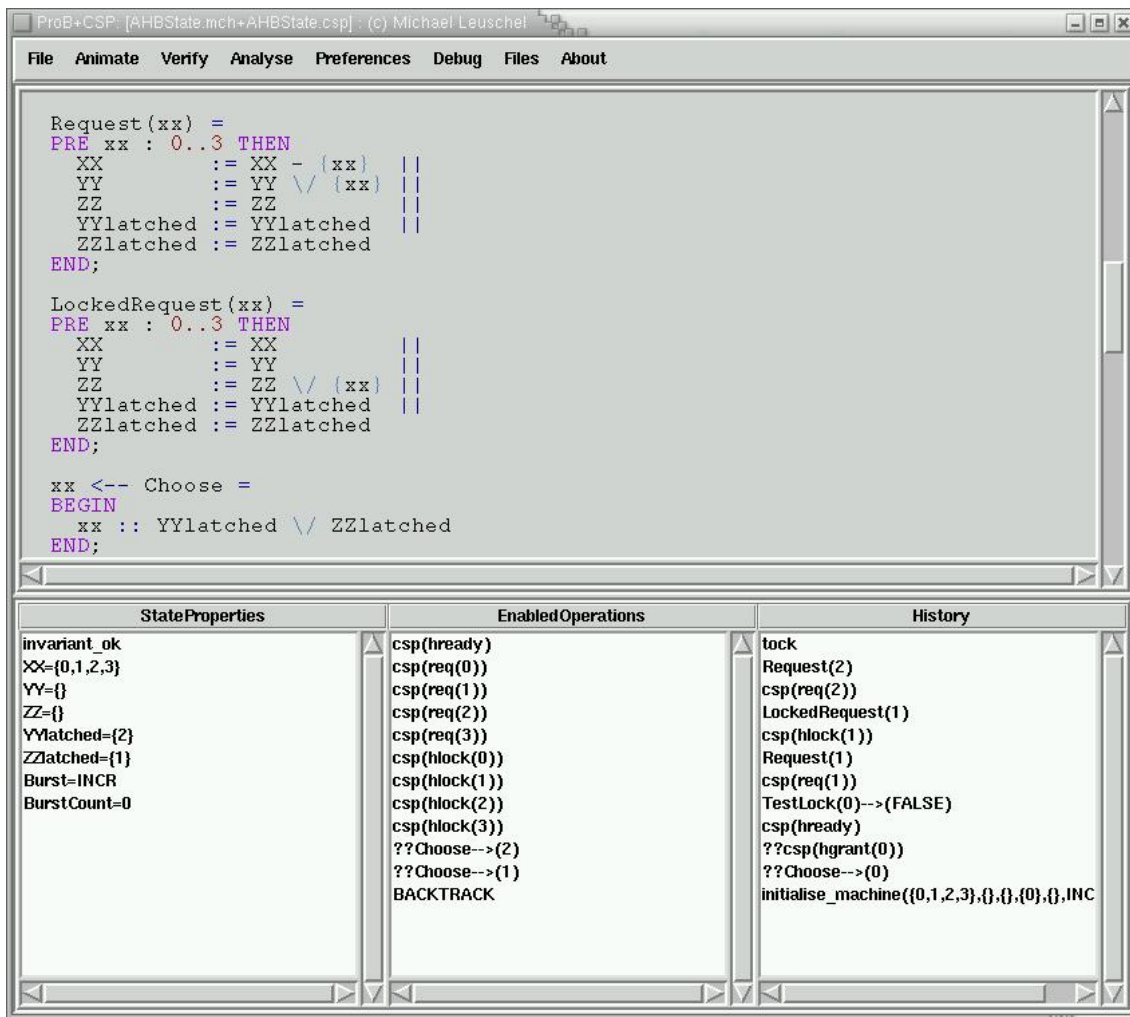 ProB+CSP: [AHBState.mch+AHBState.csp] : (c) Michael Leuschel
File Animate Verify Analyse Preferences Debug Files About
Request(xx) =
PRE xx : 0..3 THEN
XX := XX - {xx} ||
YY := YY \/ {xx} ||
ZZ := ZZ ||
YYlatched := YYlatched ||
ZZlatched := ZZlatched
END;
LockedRequest(xx) =
PRE xx : 0..3 THEN
XX := XX ||
YY := YY ||
ZZ := ZZ \/ {xx} ||
YYlatched := YYlatched ||
ZZlatched := ZZlatched
END;
xx <-- Choose =
BEGIN
xx :: YYlatched \/ ZZlatched
END;
StateProperties
invariant_ok
XX={0,1,2,3}
YY={}
ZZ={}
YYlatched={2}
ZZlatched={1}
Burst=INCR
BurstCount=0
EnabledOperations
csp(hready)
csp(req(0))
csp(req(1))
csp(req(2))
csp(req(3))
csp(hlock(0))
csp(hlock(1))
csp(hlock(2))
csp(hlock(3))
??Choose-->(2)
??Choose-->(1)
BACKTRACK
History
tock
Request(2)
csp(req(2))
LockedRequest(1)
csp(hlock(1))
Request(1)
csp(req(1))
TestLock(0)-->(FALSE)
csp(hready)
??csp(hgrant(0))
??Choose-->(0)
initialise_machine({0,1,2,3},{},{},{0},{},INC